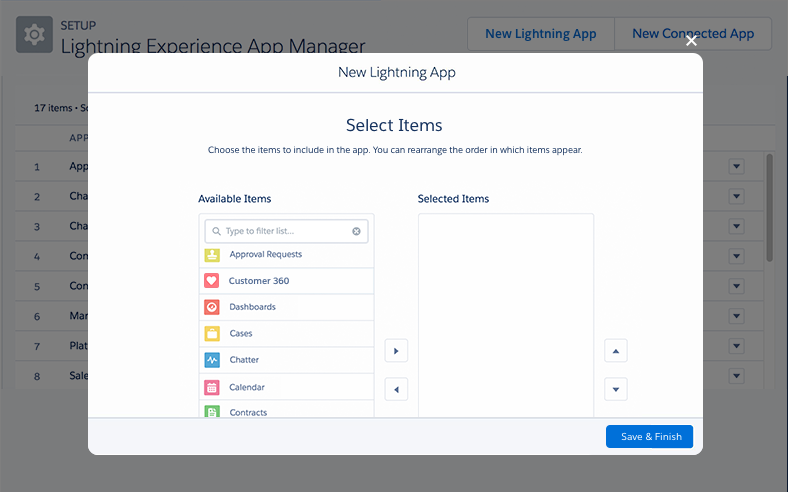 SETUP
Lightning Experience App Manager
New Lightning App
New Connected App
New Lightning App
17 items •
APP
Select Items
Choose the items to include in the app. You can rearrange the order in which items appear.
1 App
2 Cha
3 Cha
4 Con
5 Con
6 Mar
7 Plat
8 Sale
Available Items
Type to filter list...
Approval Requests
Customer 360
Dashboards
Cases
Chatter
Calendar
Contracts
Selected Items
Save & Finish